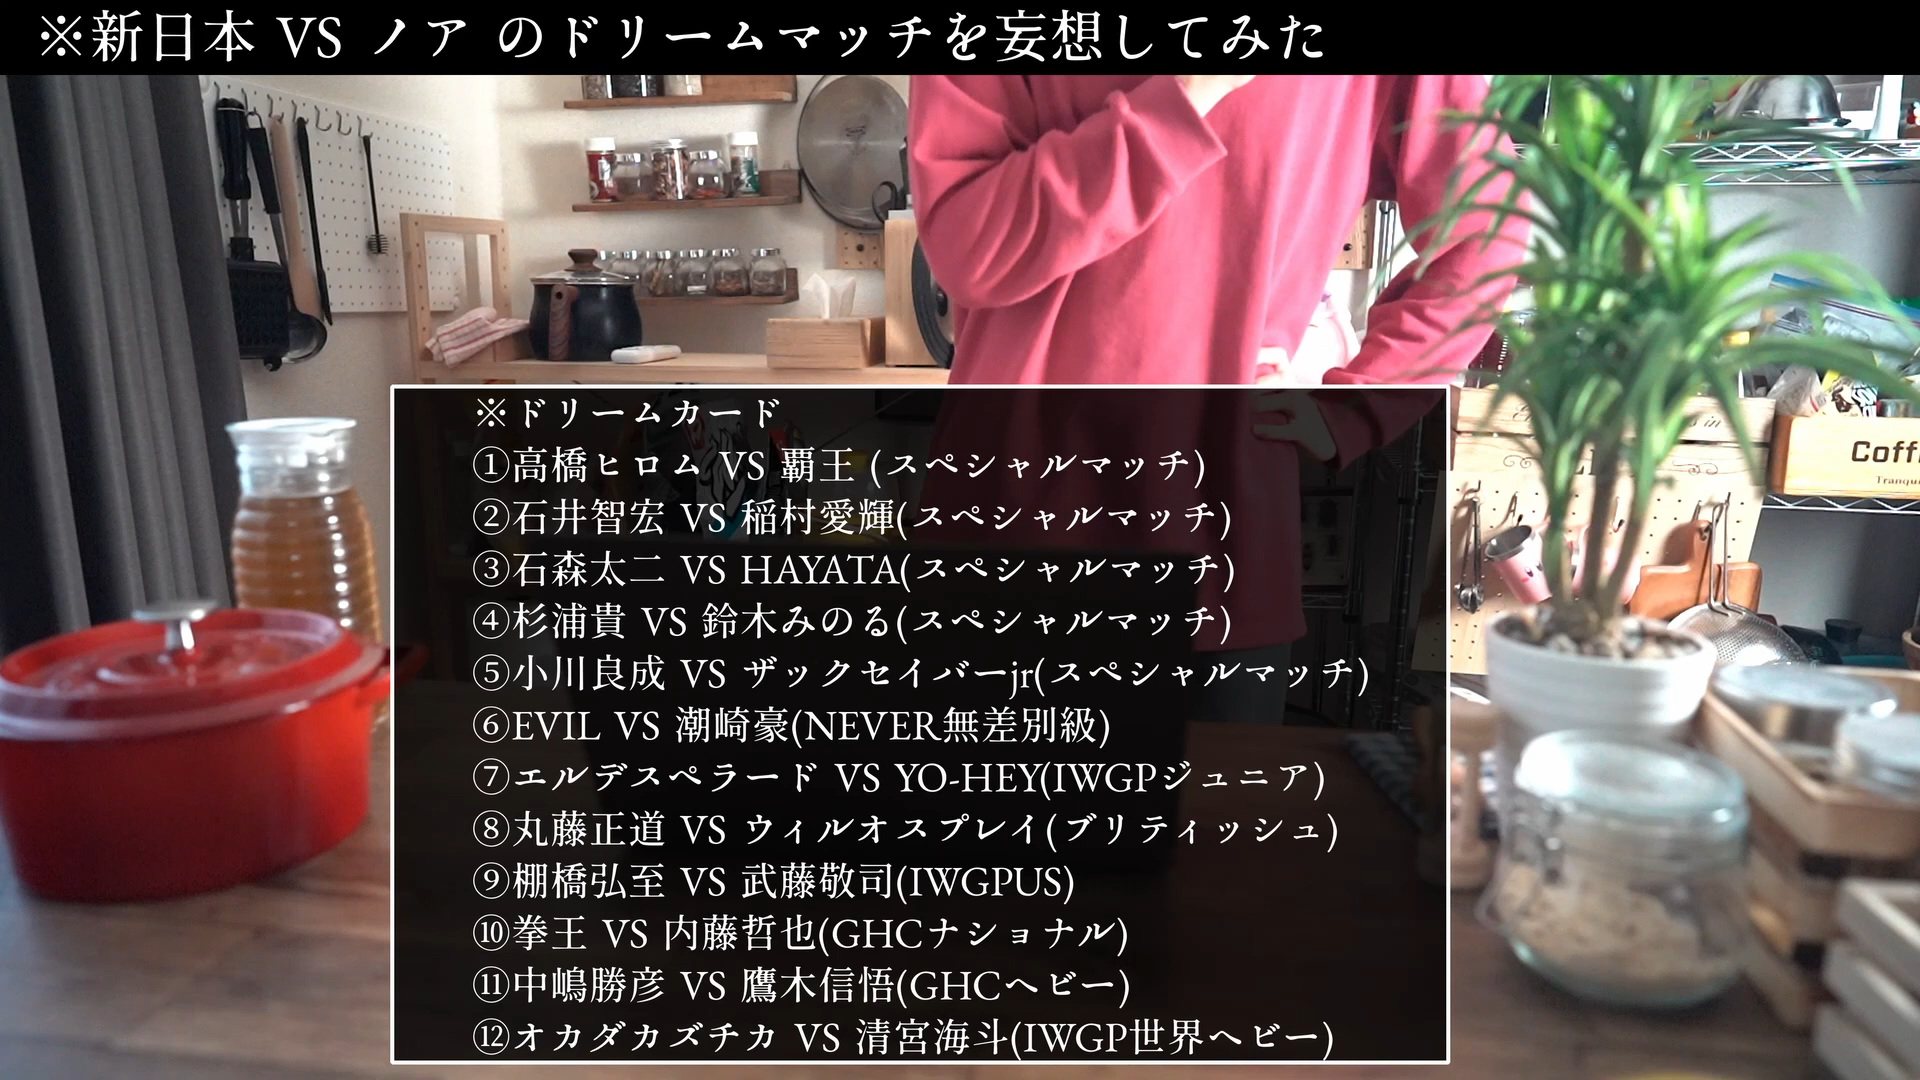 ※新日本 VS ノア のドリームマッチを妄想してみた
※ドリームカード
①高橋ヒロム VS 覇王 (スペシャルマッチ)
②石井智宏 VS 稲村愛輝(スペシャルマッチ)
③石森太二 VS HAYATA(スペシャルマッチ)
④杉浦貴 VS 鈴木みのる(スペシャルマッチ)
⑤小川良成 VS ザックセイバーjr(スペシャルマッチ)
⑥EVIL VS 潮崎豪(NEVER無差別級)
⑦エルデスペラード VS YO-HEY(IWGPジュニア)
⑧丸藤正道 VS ウィルオスプレイ(ブリティッシュ)
⑨棚橋弘至 VS 武藤敬司(IWGPUS)
⑩拳王 VS 内藤哲也(GHCナショナル)
⑪中嶋勝彦 VS 鷹木信悟(GHCヘビー)
⑫オカダカズチカ VS 清宮海斗(IWGP世界ヘビー)
Coff
Tranqu